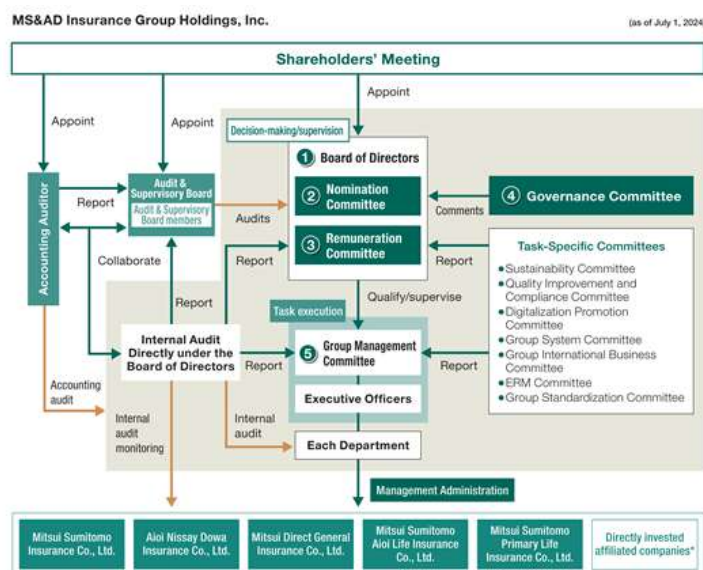 MS&AD Insurance Group Holdings, Inc.
(as of July 1, 2024
Shareholders' Meeting
Appoint
Appoint
Appoint
Decision-making/supervision
① Board of Directors
② Nomination
Committee
③ Remuneration
Committee
Accounting Auditor
Report
Audit &
Supervisory Board
Audit & Supervisory
Board members
Audits
Comments
④ Governance Committee
Collaborate
Report
Report
Report
Task-Specific Committees
● Sustainability Committee
● Quality Improvement and
Compliance Committee
● Digitalization Promotion
Committee
● Group System Committee
● Group International Business
Committee
● ERM Committee
● Group Standardization Committee
Qualify/supervise
Task execution
Internal Audit
Directly under the
Board of Directors
Report
⑤ Group Management
Committee
Report
Executive Officers
Accounting
audit
Internal
audit
monitoring
Internal
audit
Each Department
Management Administration
Mitsui Sumitomo
Insurance Co., Ltd.
Aioi Nissay Dowa
Insurance Co., Ltd.
Mitsui Direct General
Insurance Co., Ltd.
Mitsui Sumitomo
Aioi Life Insurance
Co., Ltd.
Mitsui Sumitomo
Primary Life
Insurance Co., Ltd.
Directly invested
affiliated companies*